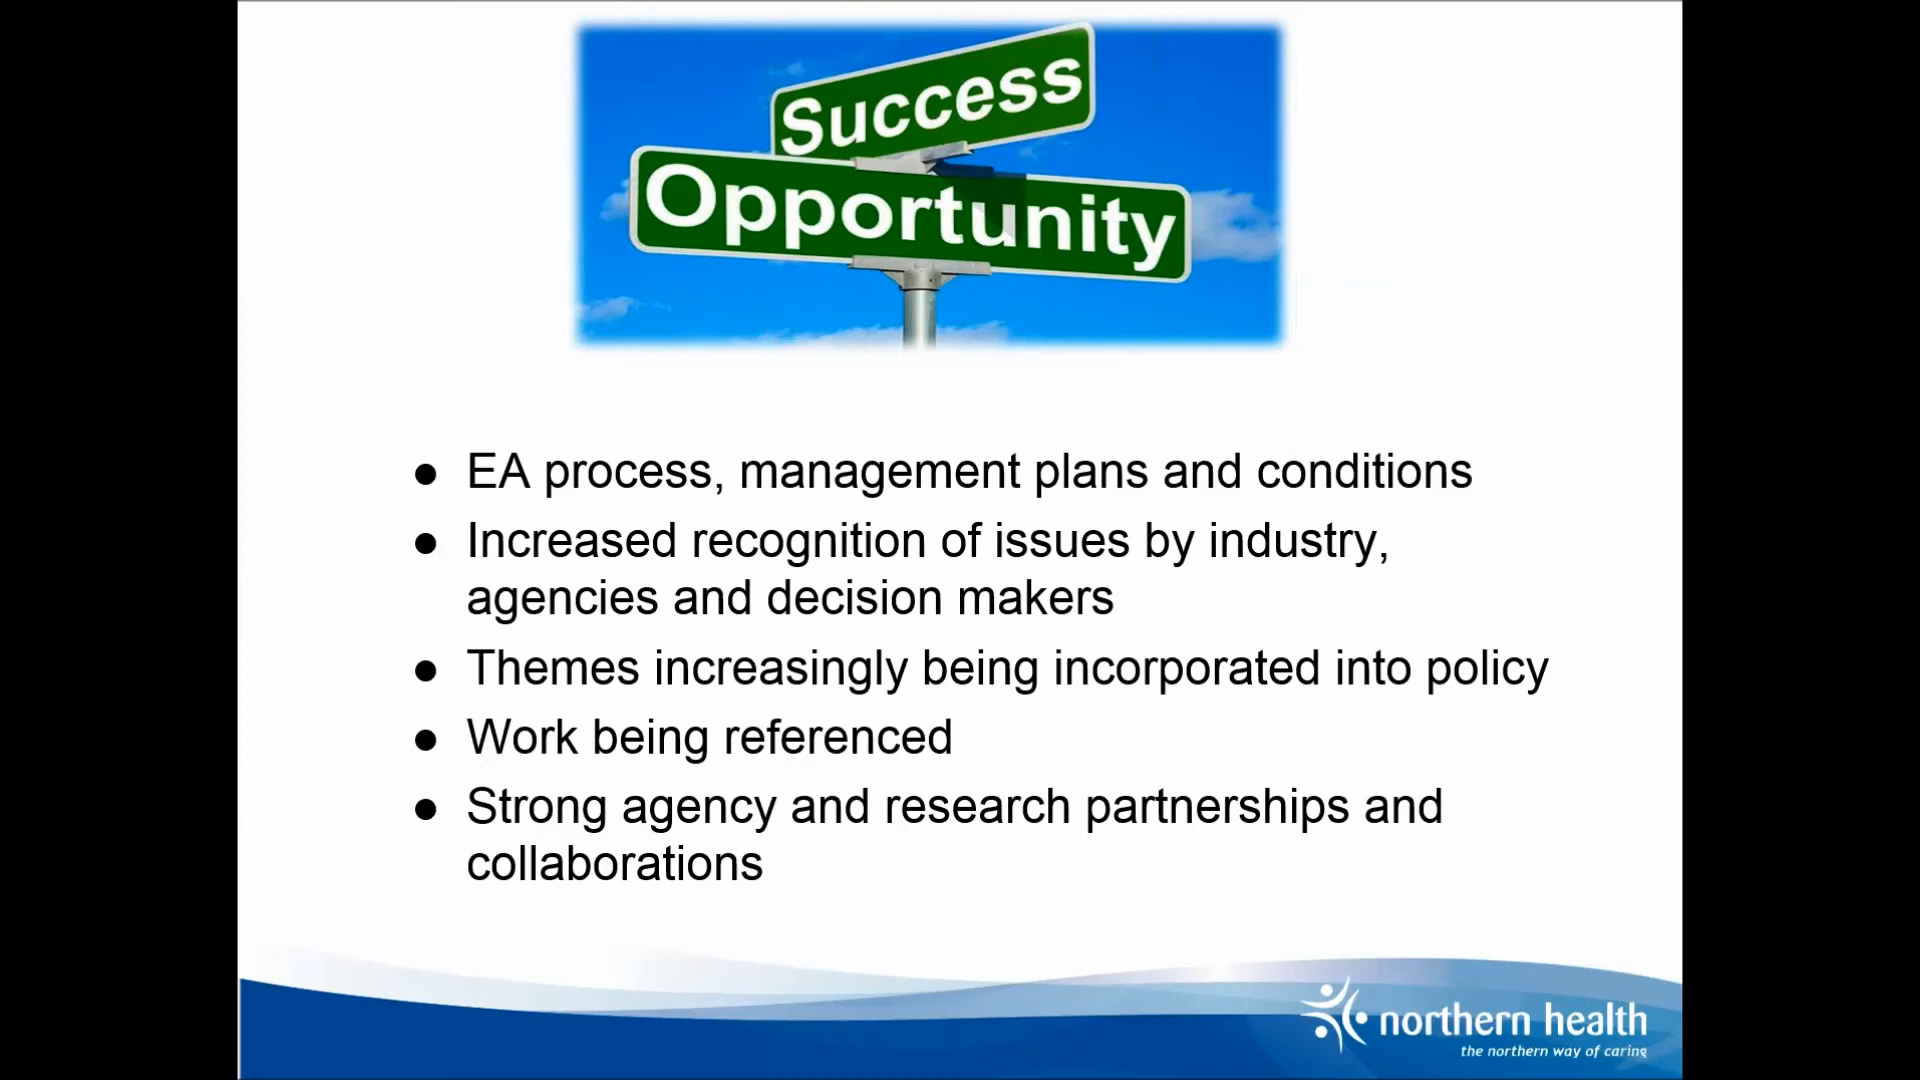 Success
Opportunity
● EA process, management plans and conditions
● Increased recognition of issues by industry,
agencies and decision makers
● Themes increasingly being incorporated into policy
● Work being referenced
● Strong agency and research partnerships and
collaborations
northern health
the northern way of caring